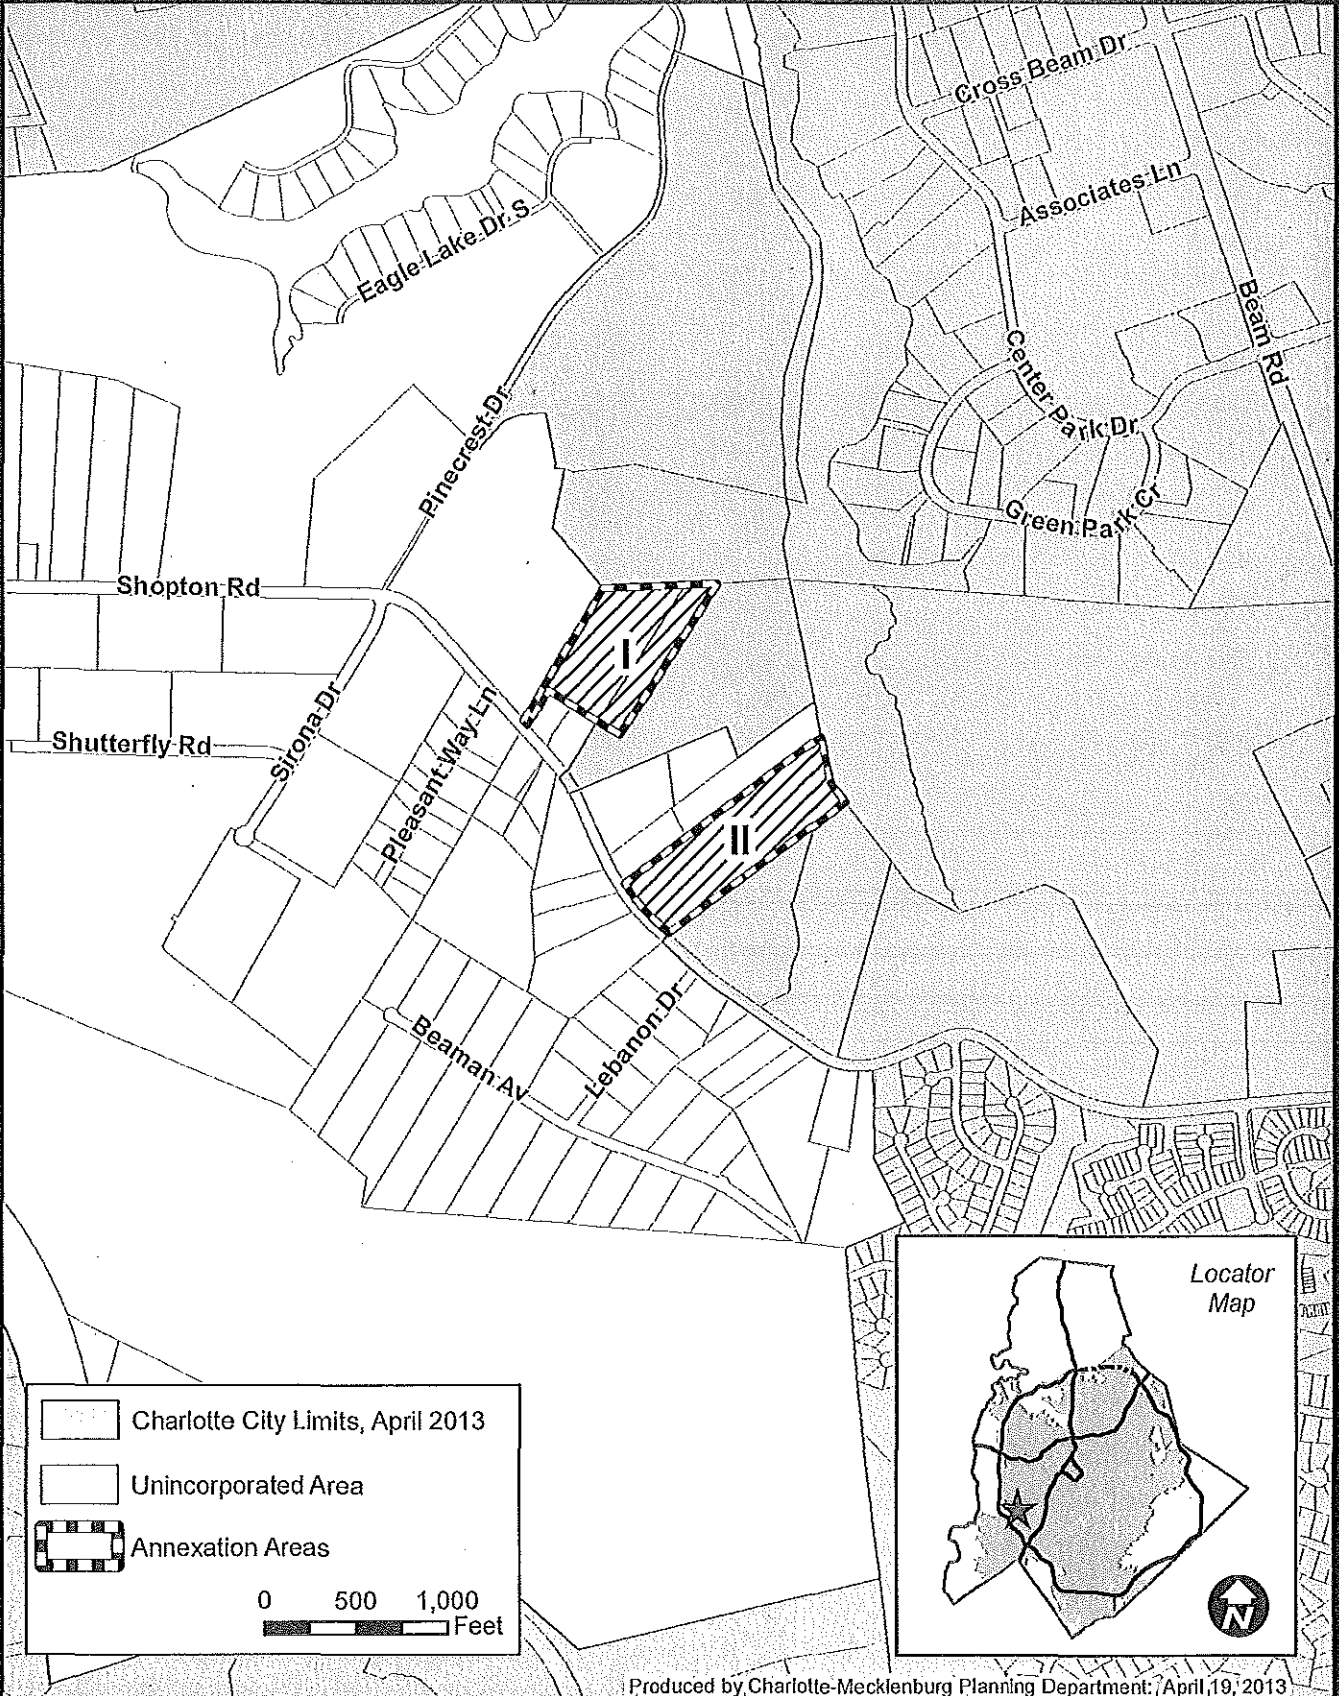 Cross Beam Dr
Associates Ln
Eagle Lake Dr S
Beam Rd
Center Park Dr
Pinecrest Dr
Green Park Cr
Shopton Rd
I
Pleasant Way Ln
Sirona Dr
Shutterfly Rd
II
Lebanon Dr
Beaman Av
Locator
Map
Charlotte City Limits, April 2013
Unincorporated Area
Annexation Areas
0 500 1,000
Feet
N
Produced by Charlotte-Mecklenburg Planning Department: April 19, 2013